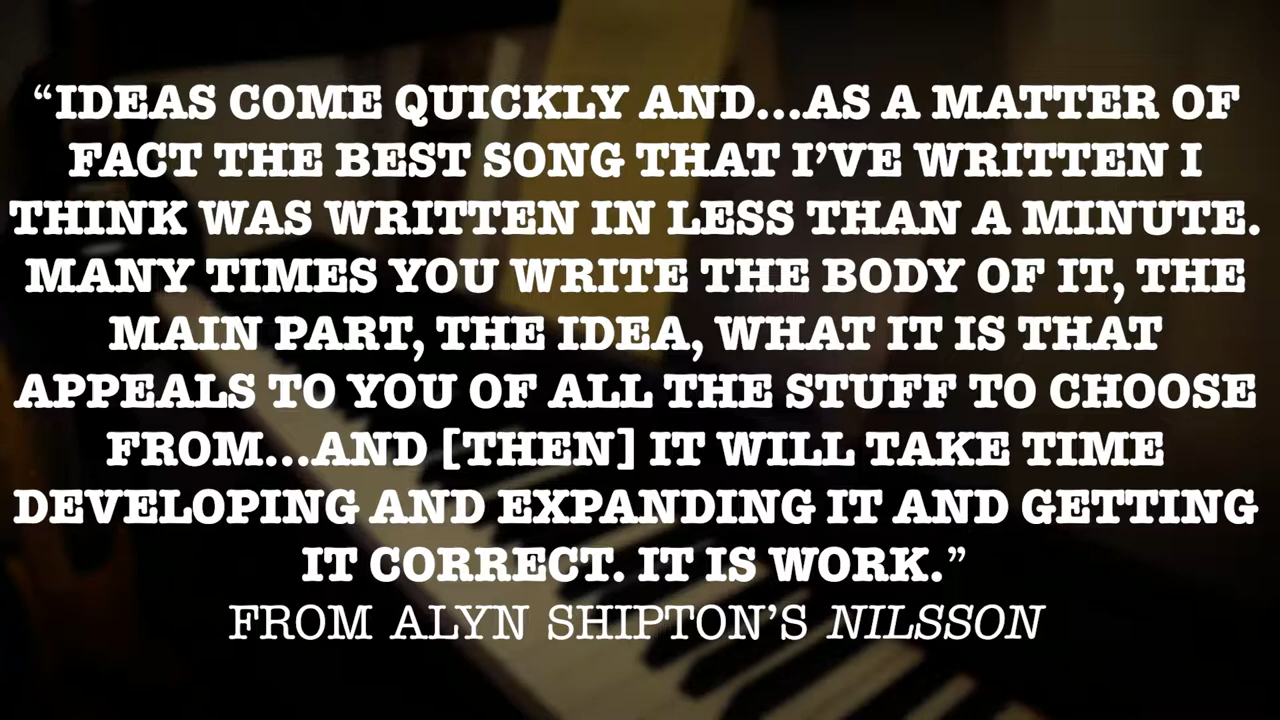 “IDEAS COME QUICKLY AND...AS A MATTER OF
FACT THE BEST SONG THAT I’VE WRITTEN I
THINK WAS WRITTEN IN LESS THAN A MINUTE.
MANY TIMES YOU WRITE THE BODY OF IT, THE
MAIN PART, THE IDEA, WHAT IT IS THAT
APPEALS TO YOU OF ALL THE STUFF TO CHOOSE
FROM...AND [THEN] IT WILL TAKE TIME
DEVELOPING AND EXPANDING IT AND GETTING
IT CORRECT. IT IS WORK.”
FROM ALYN SHIPTON’S NILSSON